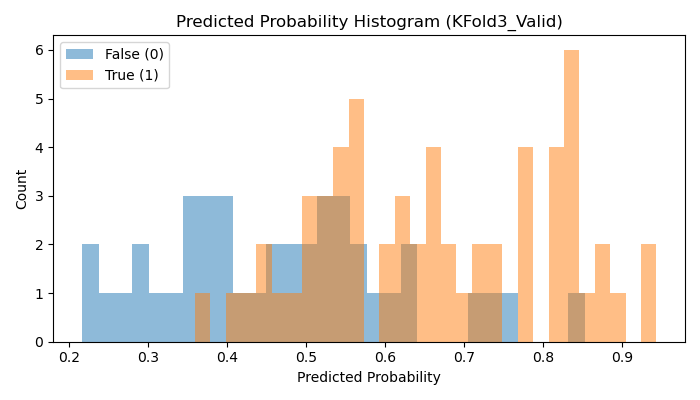 Predicted Probability Histogram (KFold3_Valid)
False (0)
True (1)
Count
6
5
4
3
2
1
0
0.2 0.3 0.4 0.5 0.6 0.7 0.8 0.9
Predicted Probability